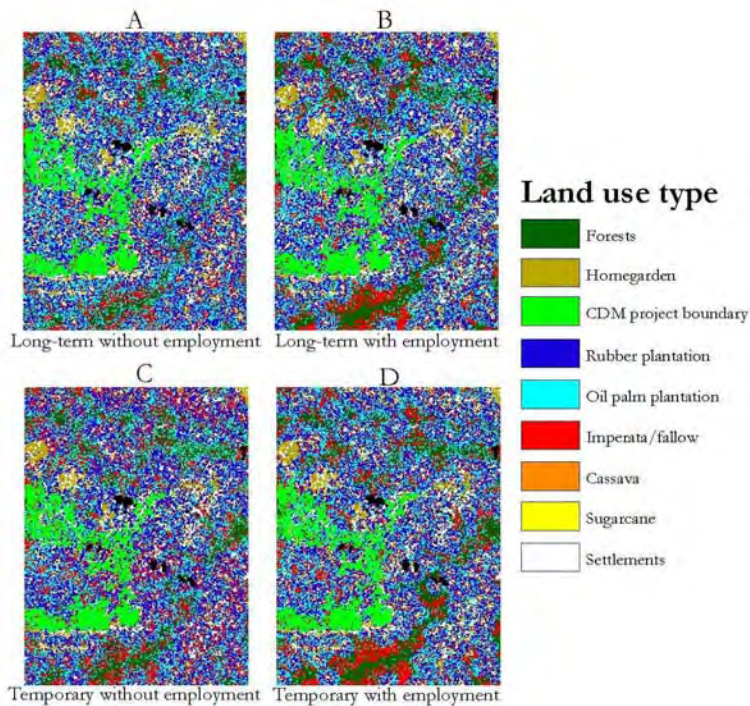 A
B
Long-term without employment
Long-term with employment
C
D
Temporary without employment
Temporary with employment
Land use type
Forests
Homegarden
CDM project boundary
Rubber plantation
Oil palm plantation
Imperata/fallow
Cassava
Sugarcane
Settlements